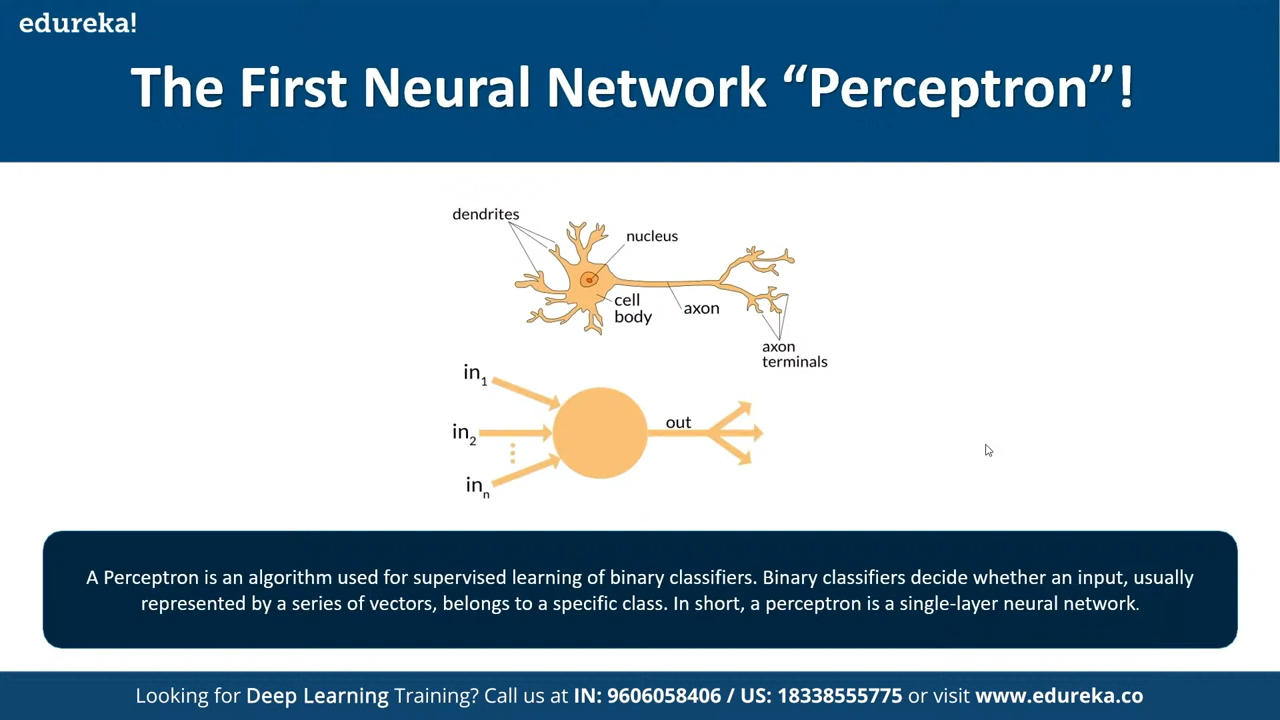 edureka!
The First Neural Network “Perceptron”!
dendrites
nucleus
cell
body
axon
axon
terminals
in1
in2
inn
out
A Perceptron is an algorithm used for supervised learning of binary classifiers. Binary classifiers decide whether an input, usually
represented by a series of vectors, belongs to a specific class. In short, a perceptron is a single-layer neural network.
Looking for Deep Learning Training? Call us at IN: 9606058406 / US: 18338555775 or visit www.edureka.co